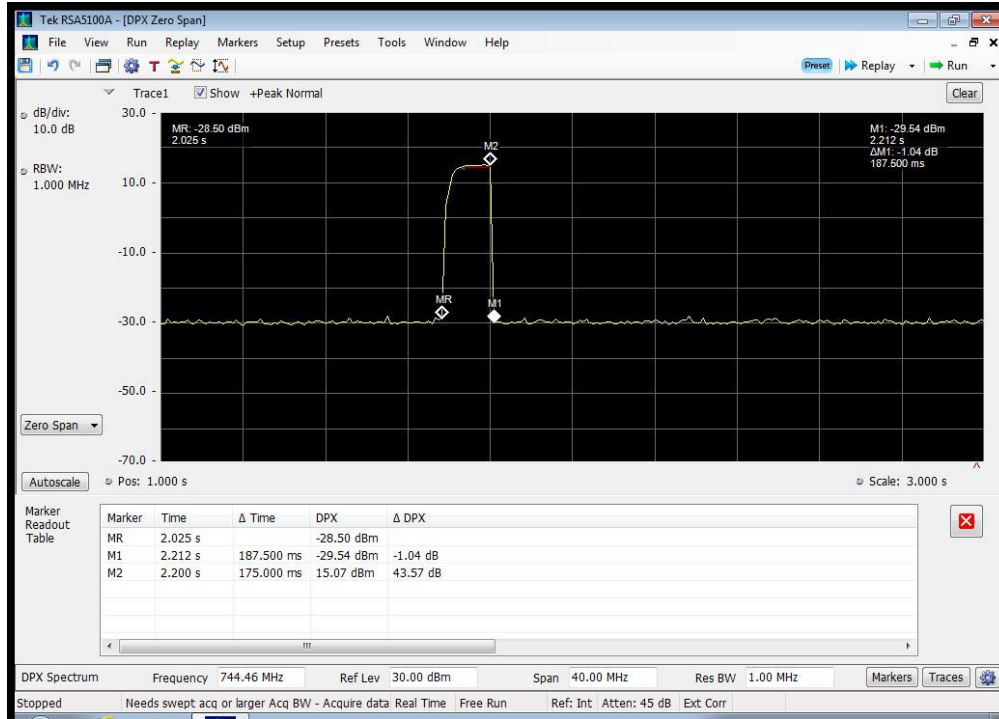 Tek RSA5100A - [DPX Zero Span]
File View Run Replay Markers Setup Presets Tools Window Help
T Preset Replay Run
Trace1 Show +Peak Normal Clear
dB/div:
10.0 dB
RBW:
1.000 MHz
30.0
10.0
-10.0
-30.0
-50.0
-70.0
MR: -28.50 dBm
2.025 s
M1: -29.54 dBm
2.212 s
ΔM1: -1.04 dB
187.500 ms
M2
MR
M1
Zero Span
Autoscale Pos: 1.000 s Scale: 3.000 s
Marker
Readout
Table
Marker Time Δ Time DPX Δ DPX
MR 2.025 s -28.50 dBm
M1 2.212 s 187.500 ms -29.54 dBm -1.04 dB
M2 2.200 s 175.000 ms 15.07 dBm 43.57 dB
DPX Spectrum Frequency 744.46 MHz Ref Lev 30.00 dBm Span 40.00 MHz Res BW 1.00 MHz Markers Traces
Stopped Needs swept acq or larger Acq BW - Acquire data Real Time Free Run Ref: Int Atten: 45 dB Ext Corr